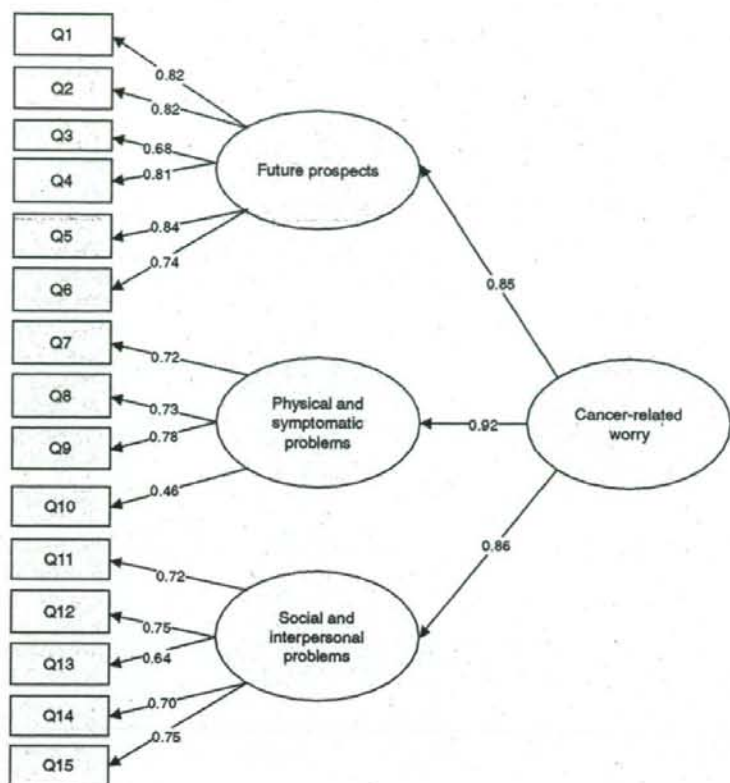 Q1
0.82
Q2
0.82
Q3
0.68
Q4
0.81
Future prospects
Q5
0.84
Q6
0.74
0.85
Q7
0.72
Q8
0.73
Physical and
symptomatic
problems
0.92
Cancer-related
worry
Q9
0.78
Q10
0.46
Q11
0.72
0.86
Q12
0.75
Social and
interpersonal
problems
Q13
0.64
Q14
0.70
Q15
0.75